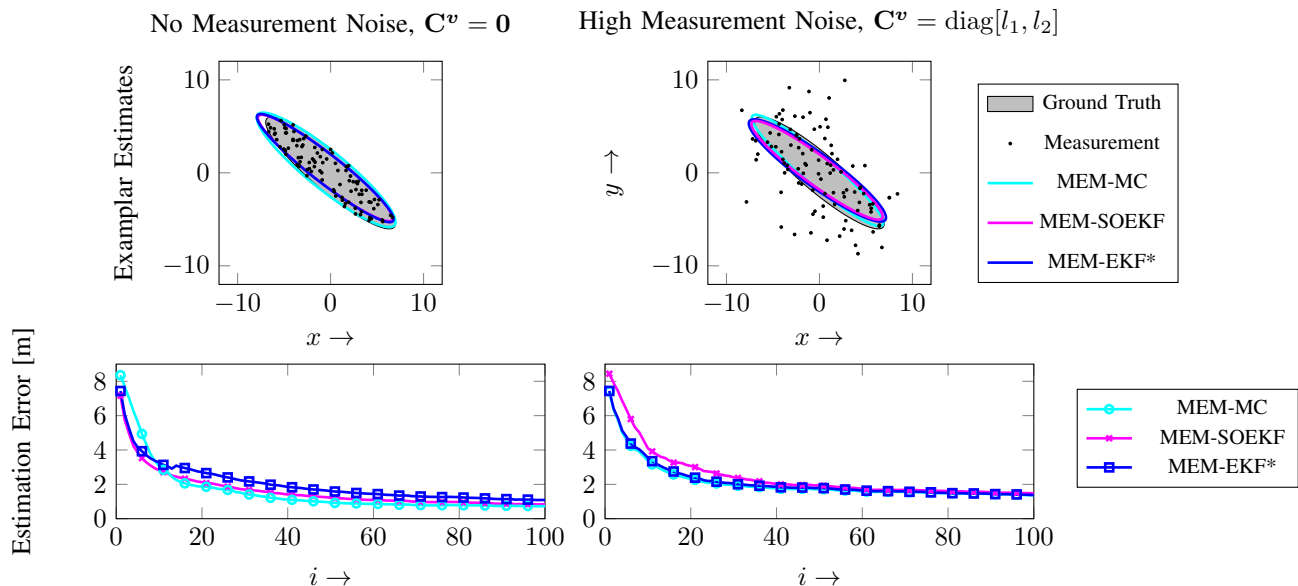 No Measurement Noise, C^v = 0
High Measurement Noise, C^v = diag[l_1, l_2]
Examplar Estimates
10
0
−10
−10 0 10
x →
y →
10
0
−10
−10 0 10
x →
Ground Truth
Measurement
MEM-MC
MEM-SOEKF
MEM-EKF*
Estimation Error [m]
8
6
4
2
0
0 20 40 60 80 100
i →
8
6
4
2
0
0 20 40 60 80 100
i →
MEM-MC
MEM-SOEKF
MEM-EKF*